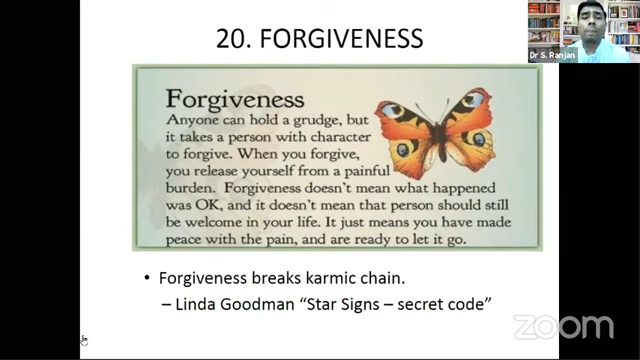 20. FORGIVENESS
Dr S. Ranjan
Forgiveness
Anyone can hold a grudge, but
it takes a person with character
to forgive. When you forgive,
you release yourself from a painful
burden. Forgiveness doesn't mean what happened
was OK, and it doesn't mean that person should still
be welcome in your life. It just means you have made
peace with the pain, and are ready to let it go.
• Forgiveness breaks karmic chain.
– Linda Goodman “Star Signs – secret code”
zoom